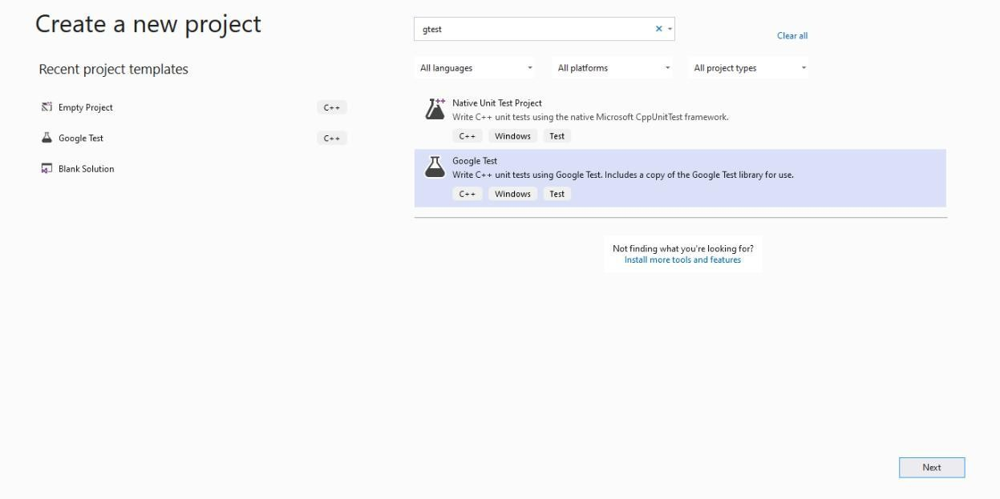 Create a new project
Recent project templates
Empty Project C++
Google Test C++
Blank Solution
gtest
Clear all
All languages All platforms All project types
Native Unit Test Project
Write C++ unit tests using the native Microsoft CppUnitTest framework.
C++ Windows Test
Google Test
Write C++ unit tests using Google Test. Includes a copy of the Google Test library for use.
C++ Windows Test
Not finding what you're looking for?
Install more tools and features
Next